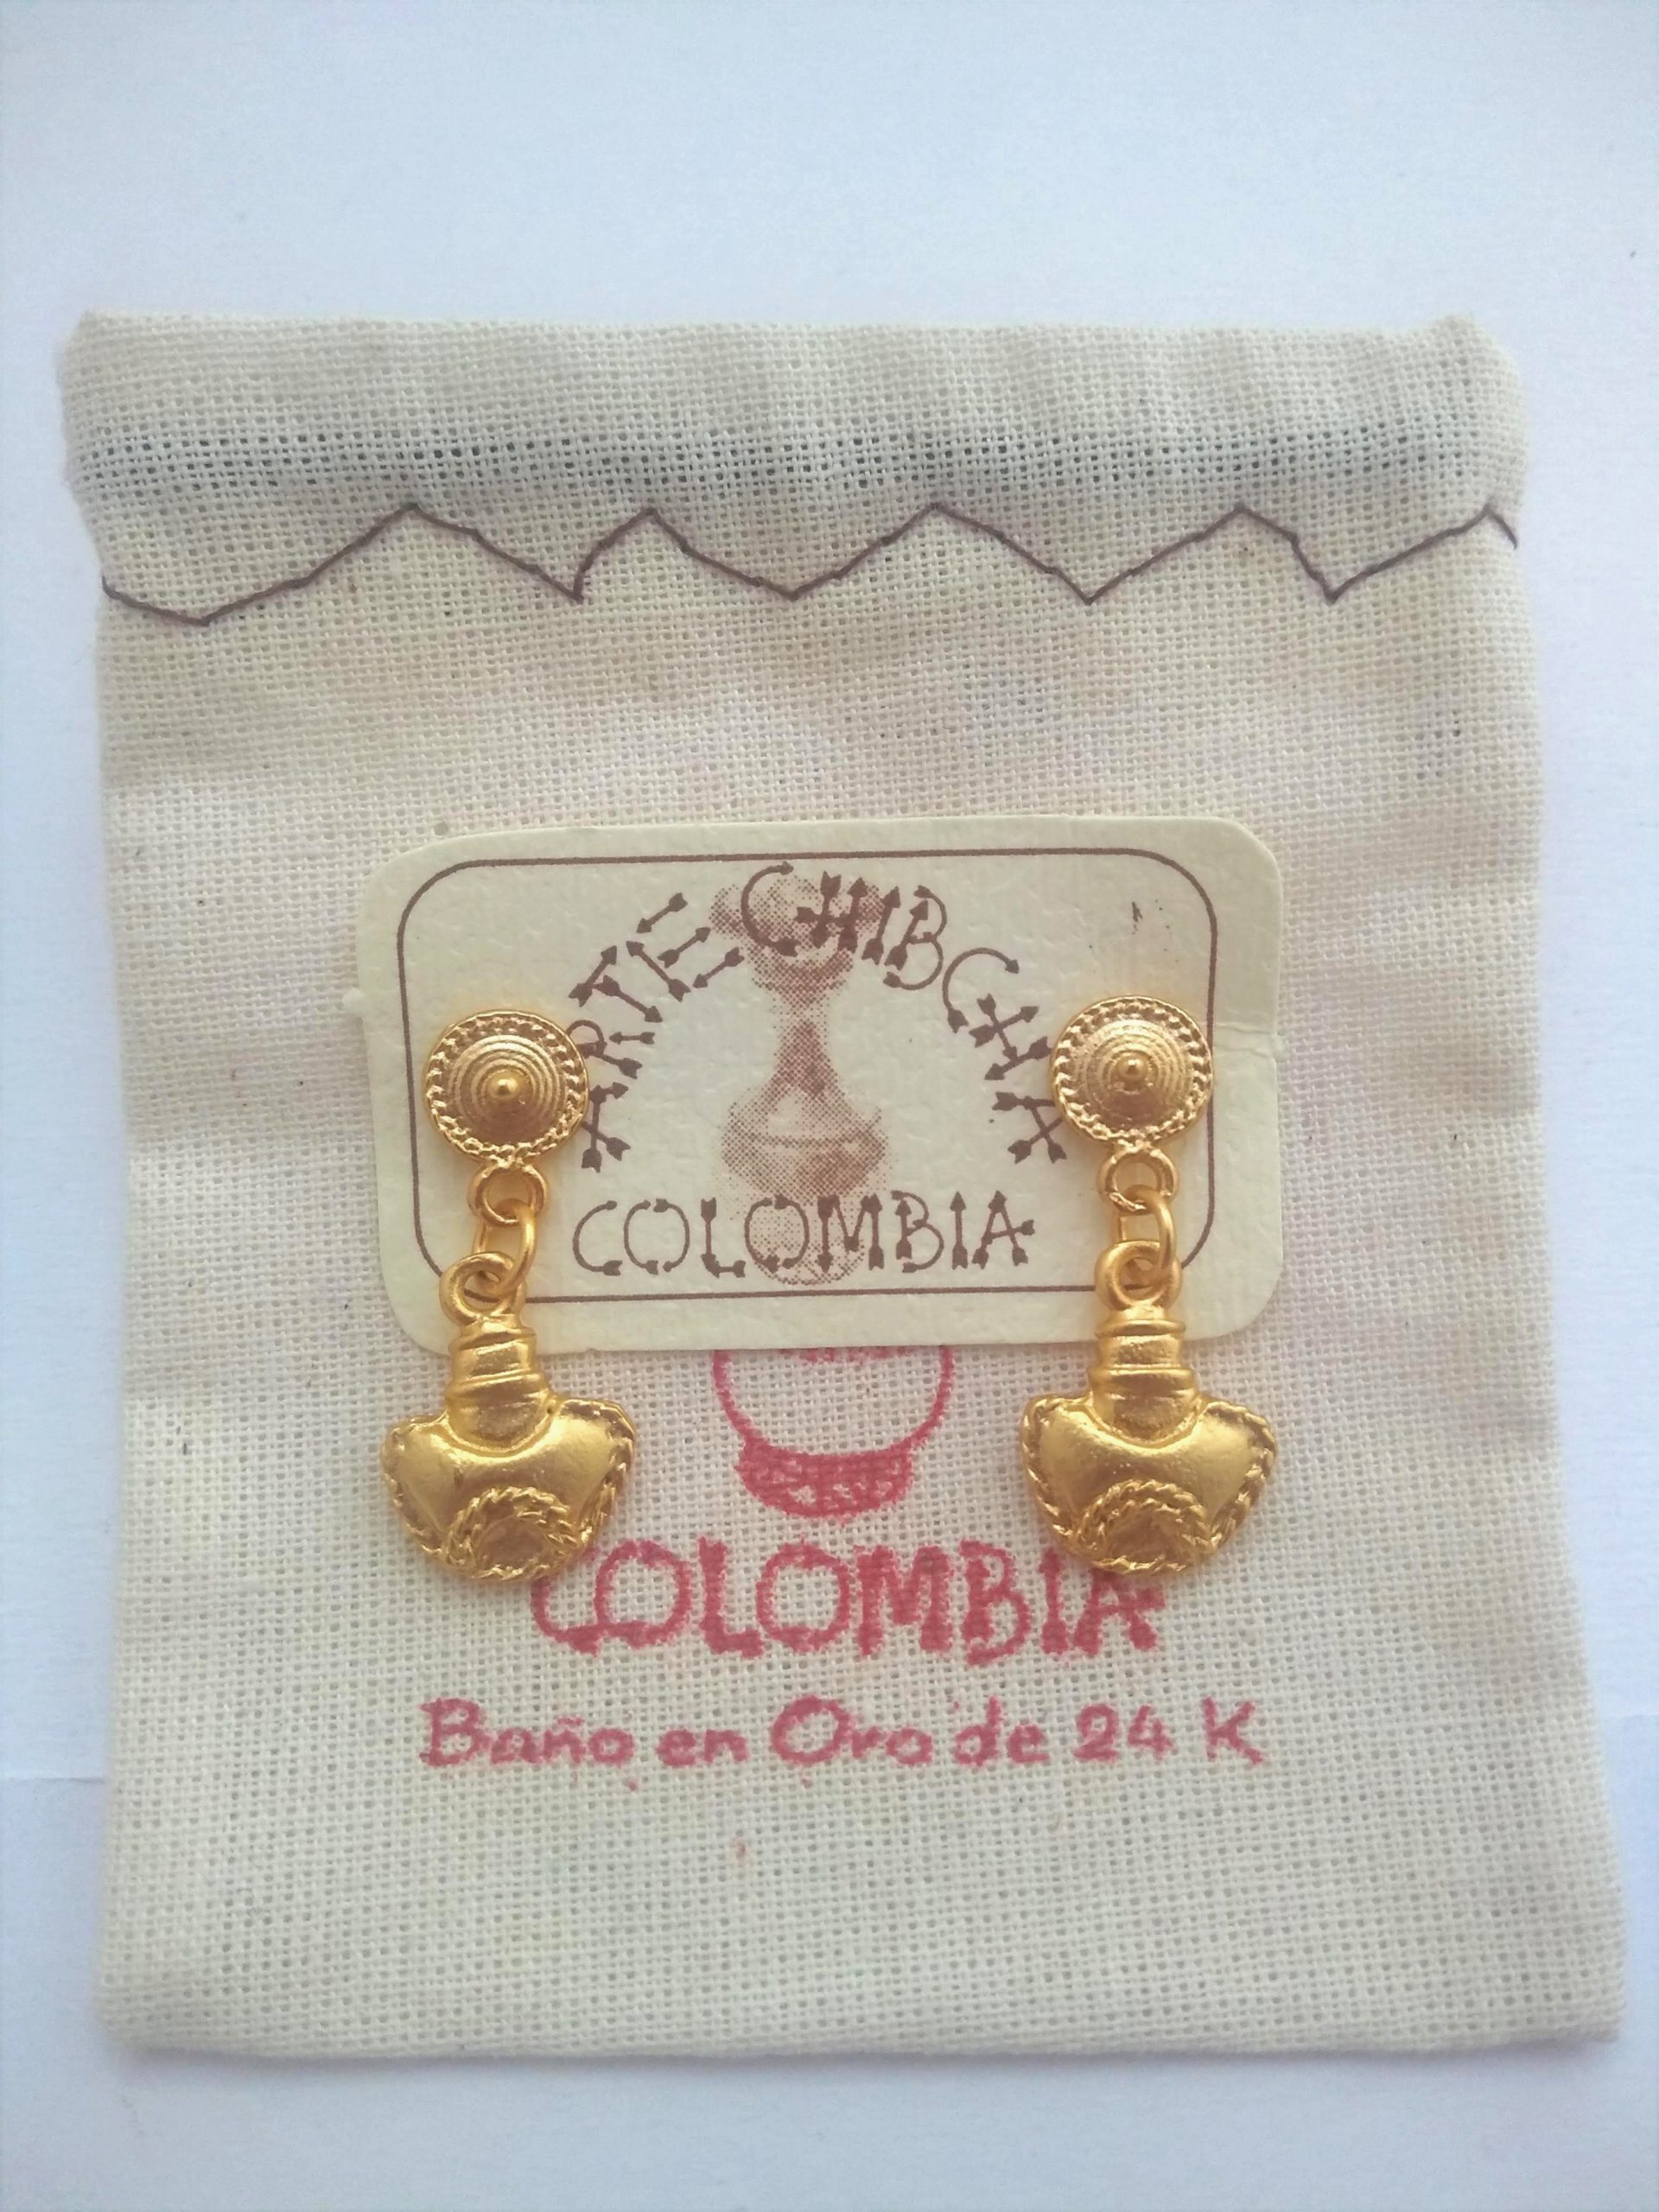 ARTE CHIBCHA
COLOMBIA
COLOMBIA
Baño en Oro de 24 K